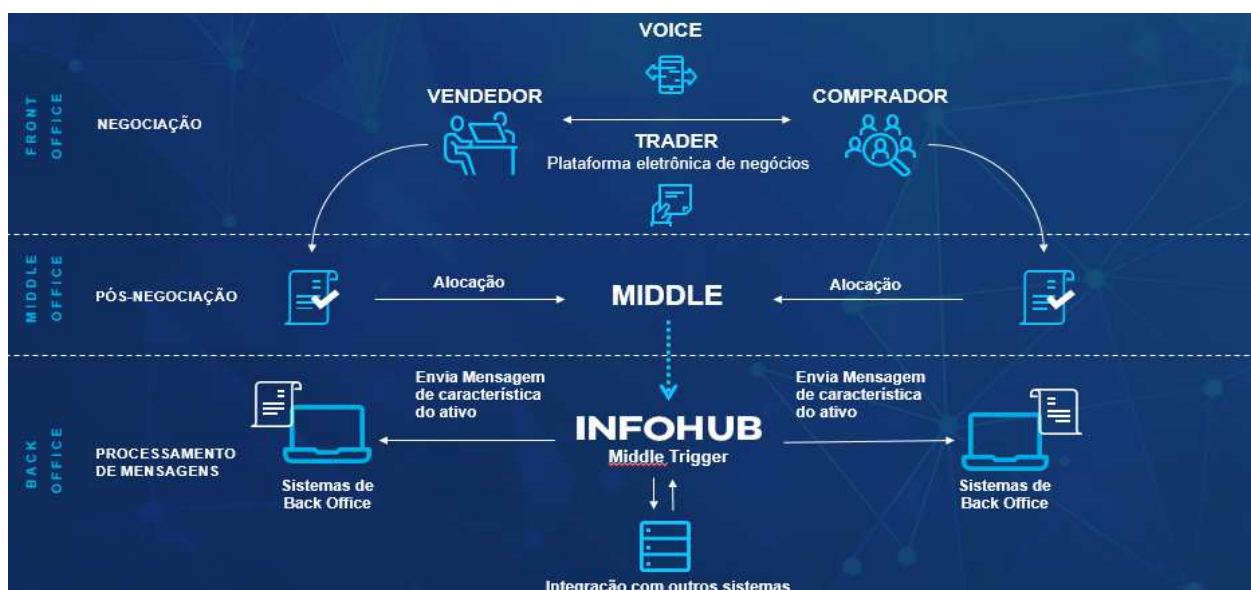 VOICE
VENDEDOR
COMPRADOR
FRONT
OFFICE
NEGOCIAÇÃO
TRADER
Plataforma eletrônica de negócios
MIDDLE
OFFICE
PÓS-NEGOCIAÇÃO
Alocação
MIDDLE
Alocação
BACK
OFFICE
PROCESSAMENTO
DE MENSAGENS
Envia Mensagem
de característica
do ativo
INFOHUB
Middle Trigger
Envia Mensagem
de característica
do ativo
Sistemas de
Back Office
Sistemas de
Back Office
Integração com outros sistemas